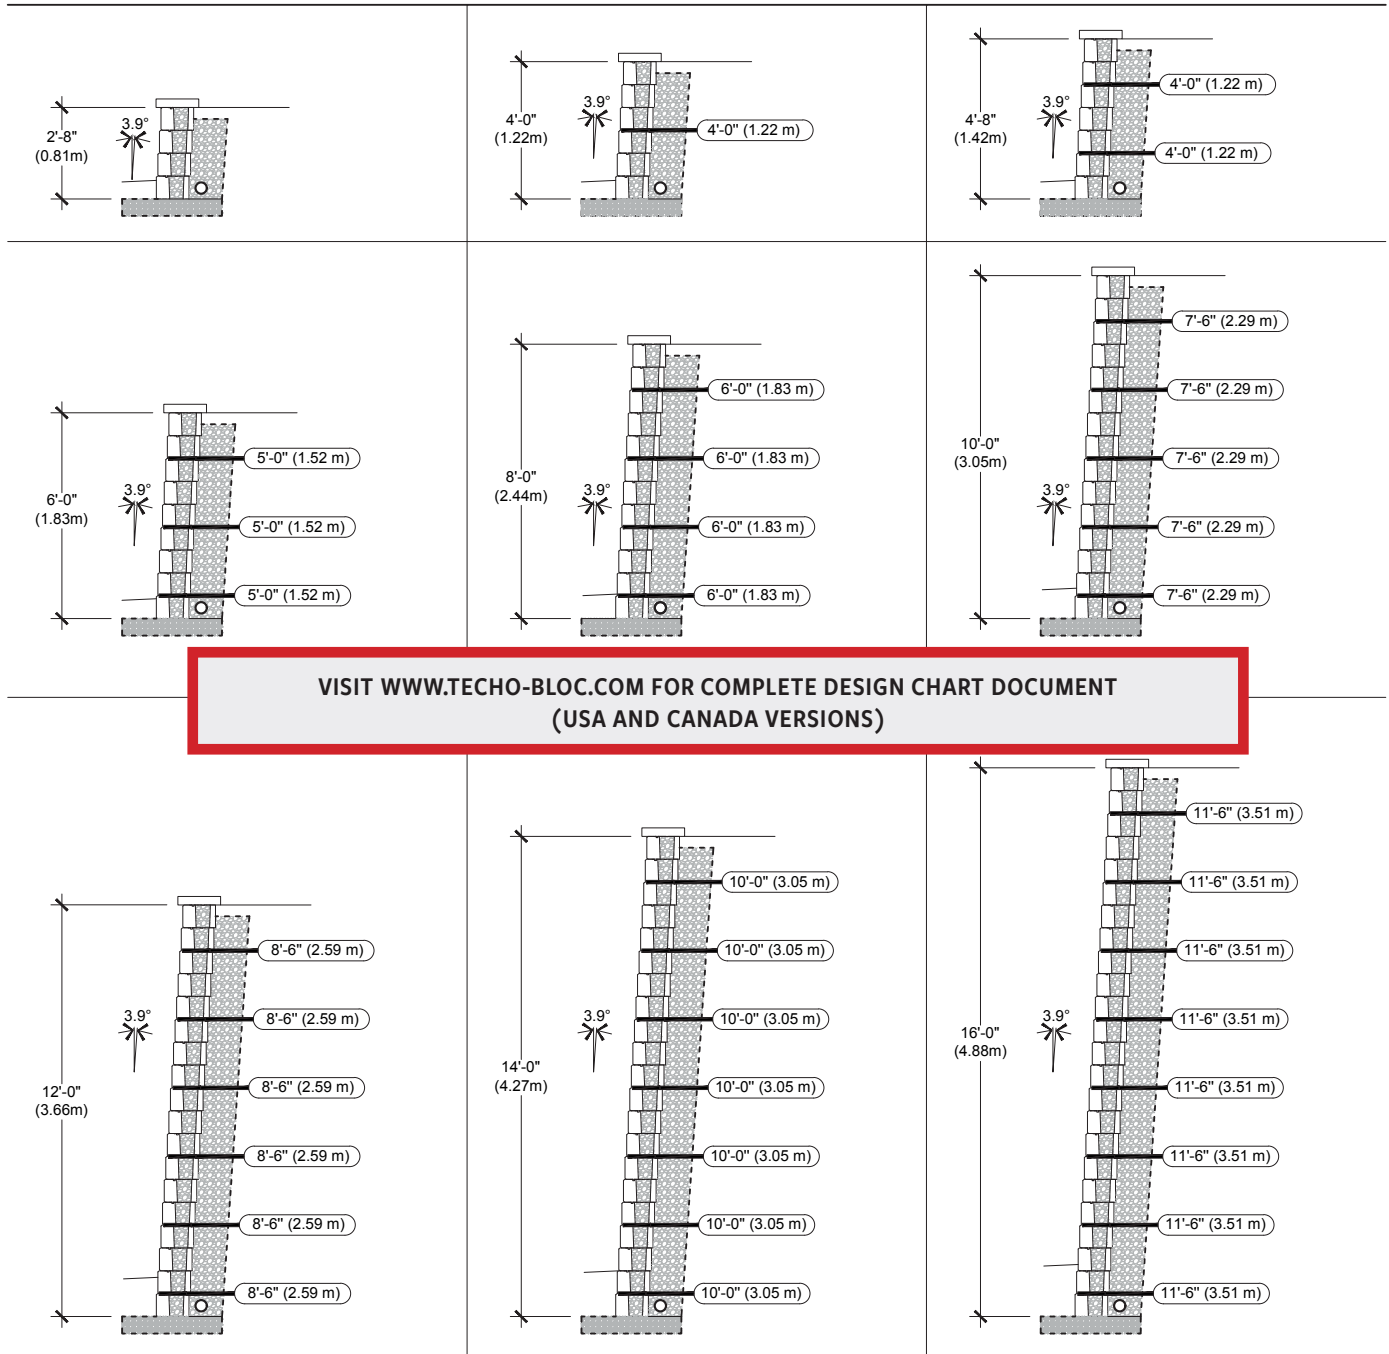 2'-8"
(0.81m)
3.9°
4'-0"
(1.22m)
3.9°
4'-0" (1.22 m)
4'-8"
(1.42m)
3.9°
4'-0" (1.22 m)
4'-0" (1.22 m)
6'-0"
(1.83m)
3.9°
5'-0" (1.52 m)
5'-0" (1.52 m)
5'-0" (1.52 m)
8'-0"
(2.44m)
3.9°
6'-0" (1.83 m)
6'-0" (1.83 m)
6'-0" (1.83 m)
6'-0" (1.83 m)
10'-0"
(3.05m)
3.9°
7'-6" (2.29 m)
7'-6" (2.29 m)
7'-6" (2.29 m)
7'-6" (2.29 m)
7'-6" (2.29 m)
VISIT WWW.TECHO-BLOC.COM FOR COMPLETE DESIGN CHART DOCUMENT
(USA AND CANADA VERSIONS)
12'-0"
(3.66m)
3.9°
8'-6" (2.59 m)
8'-6" (2.59 m)
8'-6" (2.59 m)
8'-6" (2.59 m)
8'-6" (2.59 m)
8'-6" (2.59 m)
14'-0"
(4.27m)
3.9°
10'-0" (3.05 m)
10'-0" (3.05 m)
10'-0" (3.05 m)
10'-0" (3.05 m)
10'-0" (3.05 m)
10'-0" (3.05 m)
10'-0" (3.05 m)
16'-0"
(4.88m)
3.9°
11'-6" (3.51 m)
11'-6" (3.51 m)
11'-6" (3.51 m)
11'-6" (3.51 m)
11'-6" (3.51 m)
11'-6" (3.51 m)
11'-6" (3.51 m)
11'-6" (3.51 m)